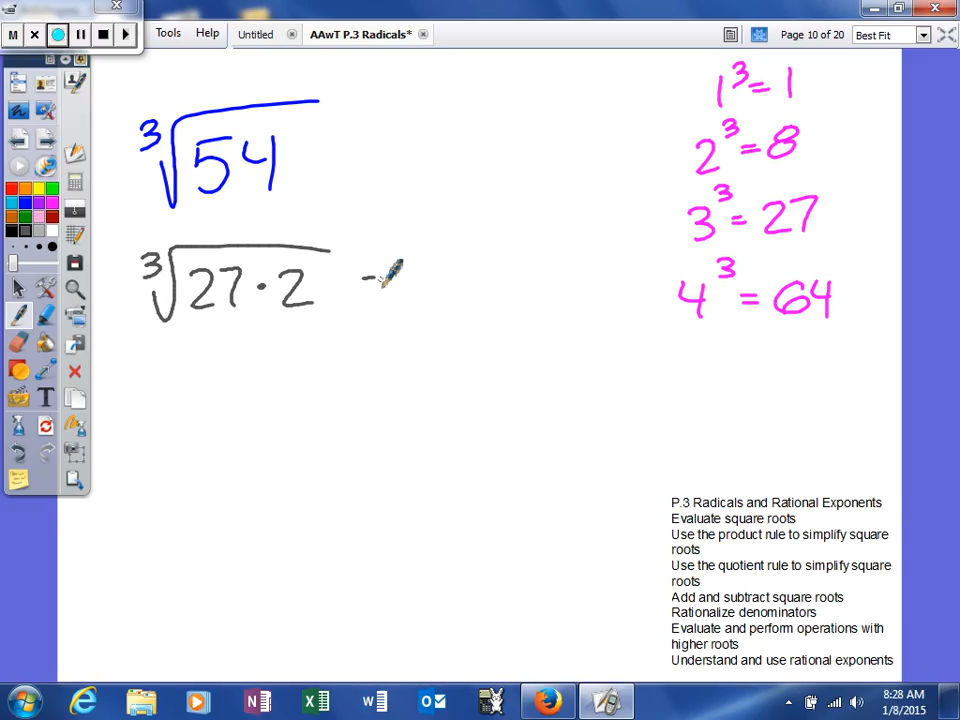 M
Tools Help Untitled AAwT P.3 Radicals* Page 10 of 20 Best Fit
∛54
∛27·2
1³=1
2³=8
3³=27
4³=64
P.3 Radicals and Rational Exponents
Evaluate square roots
Use the product rule to simplify square
roots
Use the quotient rule to simplify square
roots
Add and subtract square roots
Rationalize denominators
Evaluate and perform operations with
higher roots
Understand and use rational exponents
8:28 AM
1/8/2015